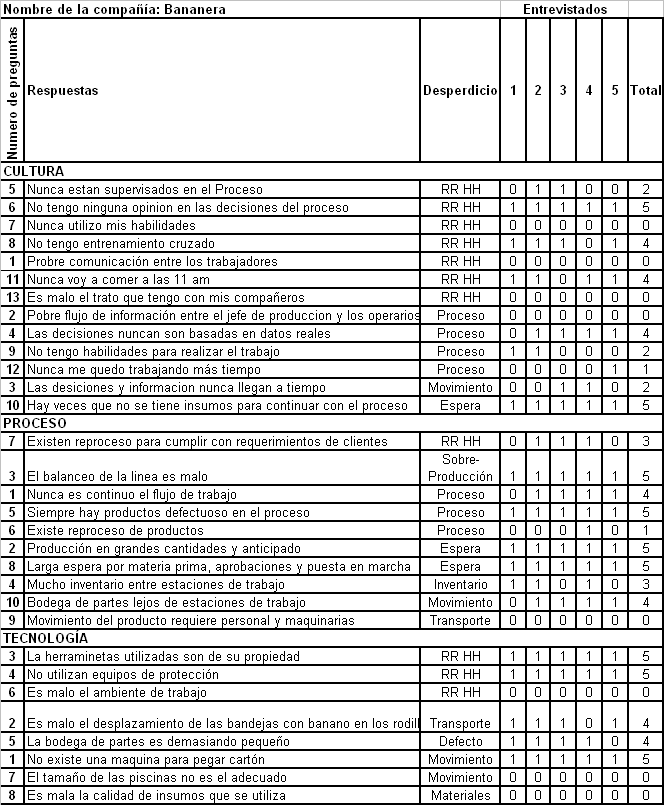 Nombre de la compañía: Bananera Entrevistados
Numero de preguntas Respuestas Desperdicio 1 2 3 4 5 Total
CULTURA
5 Nunca estan supervisados en el Proceso RR HH 0 1 1 0 0 2
6 No tengo ninguna opinion en las decisiones del proceso RR HH 1 1 1 1 1 5
7 Nunca utilizo mis habilidades RR HH 0 0 0 0 0 0
8 No tengo entrenamiento cruzado RR HH 1 1 1 0 1 4
1 Probre comunicación entre los trabajadores RR HH 0 0 0 0 0 0
11 Nunca voy a comer a las 11 am RR HH 1 1 0 1 1 4
13 Es malo el trato que tengo con mis compañeros RR HH 0 0 0 0 0 0
2 Pobre flujo de información entre el jefe de produccion y los operarios Proceso 0 0 0 0 0 0
4 Las decisiones nuncan son basadas en datos reales Proceso 0 1 1 1 1 4
9 No tengo habilidades para realizar el trabajo Proceso 1 1 0 0 0 2
12 Nunca me quedo trabajando más tiempo Proceso 0 0 0 0 1 1
3 Las desiciones y informacion nunca llegan a tiempo Movimiento 0 0 1 1 0 2
10 Hay veces que no se tiene insumos para continuar con el proceso Espera 1 1 1 1 1 5
PROCESO
7 Existen reproceso para cumplir con requerimientos de clientes RR HH 0 1 1 1 0 3
Sobre-
3 El balanceo de la linea es malo Producción 1 1 1 1 1 5
1 Nunca es continuo el flujo de trabajo Proceso 0 1 1 1 1 4
5 Siempre hay productos defectuoso en el proceso Proceso 1 1 1 1 1 5
6 Existe reproceso de productos Proceso 0 0 0 1 0 1
2 Producción en grandes cantidades y anticipado Espera 1 1 1 1 1 5
8 Larga espera por materia prima, aprobaciones y puesta en marcha Espera 1 1 1 1 1 5
4 Mucho inventario entre estaciones de trabajo Inventario 1 1 0 1 0 3
10 Bodega de partes lejos de estaciones de trabajo Movimiento 0 1 1 1 1 4
9 Movimiento del producto requiere personal y maquinarias Transporte 0 0 0 0 0 0
TECNOLOGÍA
3 La herraminetas utilizadas son de su propiedad RR HH 1 1 1 1 1 5
4 No utilizan equipos de protección RR HH 1 1 1 1 1 5
6 Es malo el ambiente de trabajo RR HH 0 0 0 0 0 0
2 Es malo el desplazamiento de las bandejas con banano en los rodill Transporte 1 1 1 0 1 4
5 La bodega de partes es demasiando pequeño Defecto 1 1 1 1 0 4
1 No existe una maquina para pegar cartón Movimiento 1 1 1 1 1 5
7 El tamaño de las piscinas no es el adecuado Movimiento 0 0 0 0 0 0
8 Es mala la calidad de insumos que se utiliza Materiales 0 0 0 0 0 0